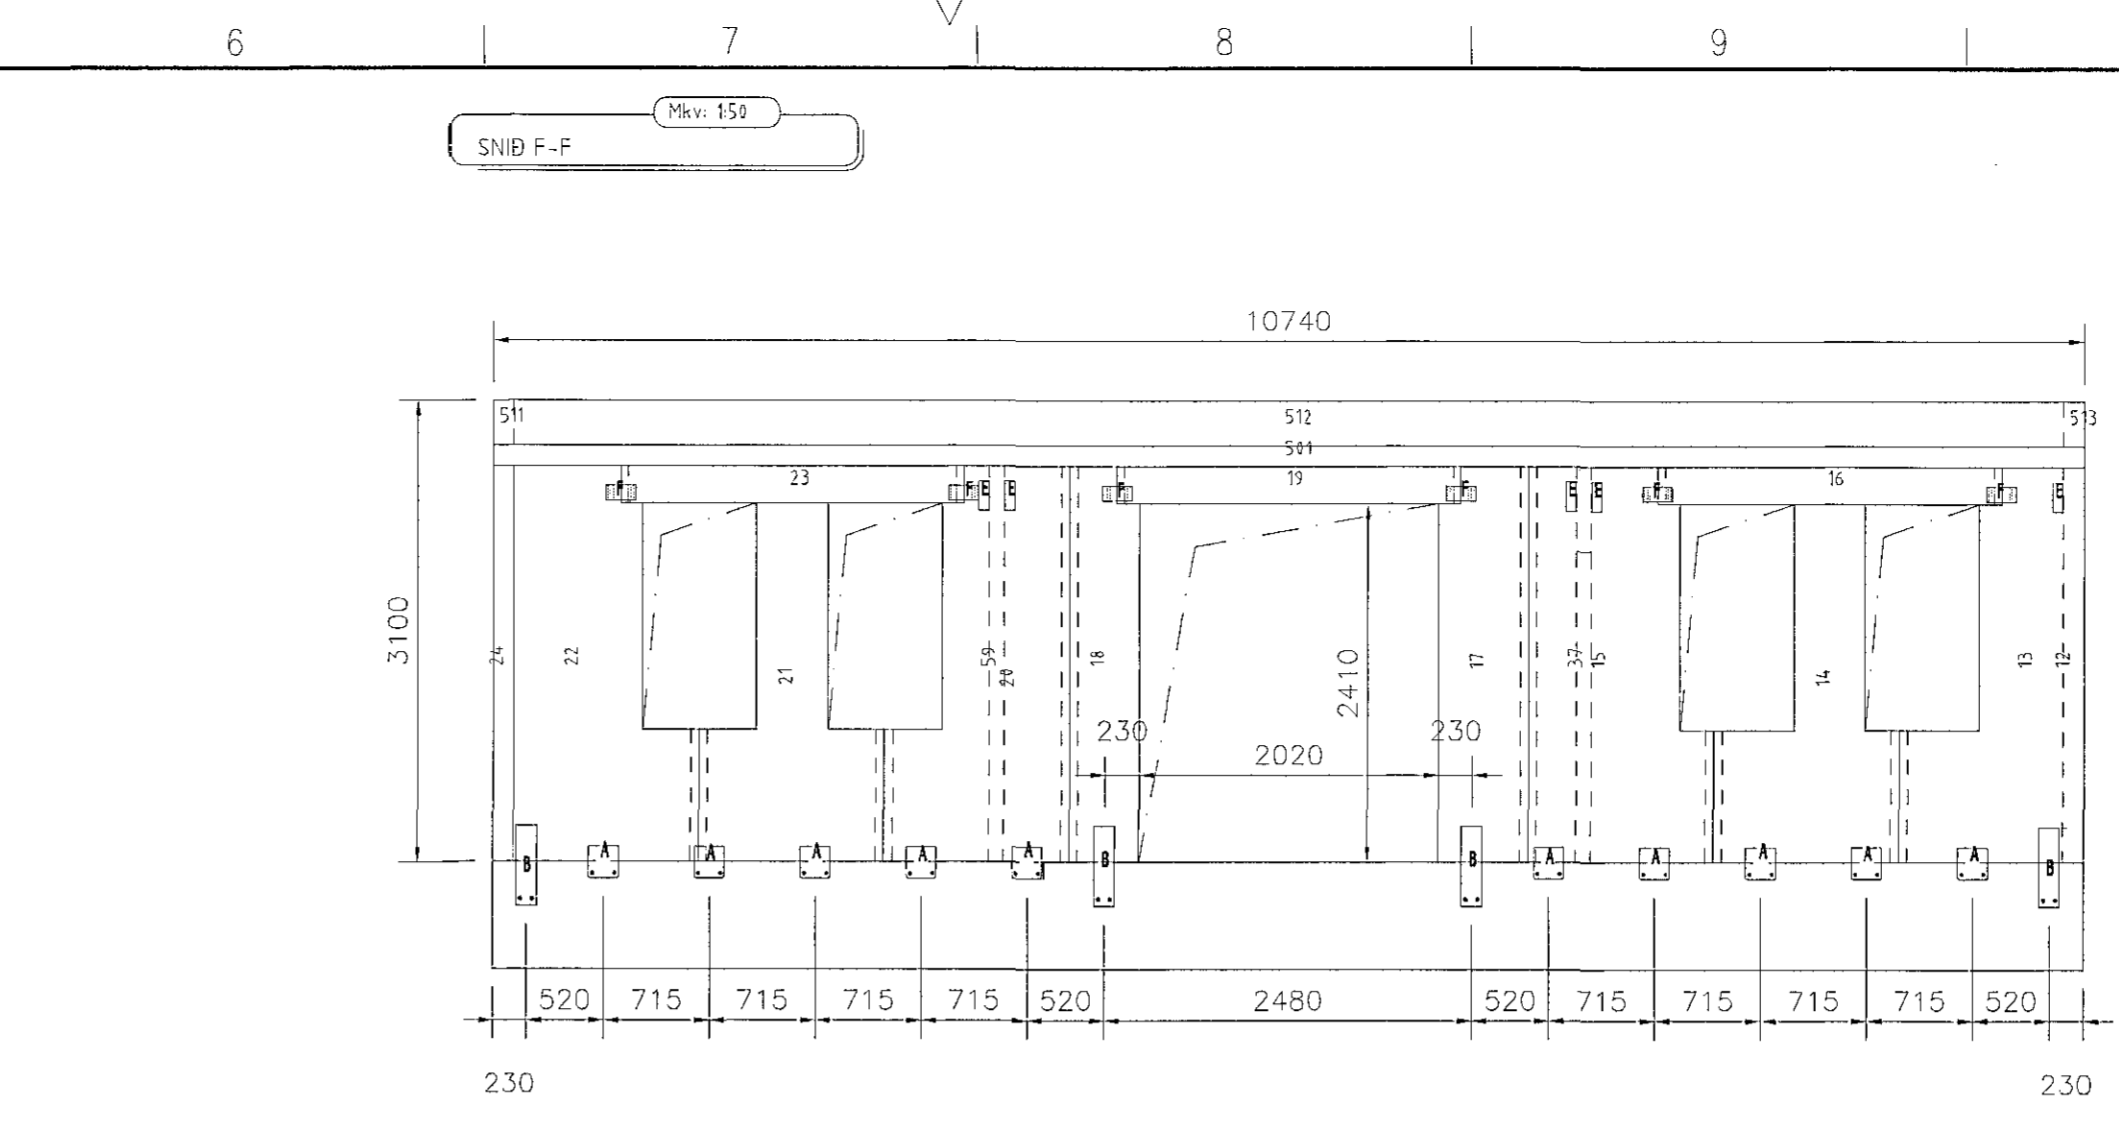 6 7 8 9
Mkv: 1:50
SNIÐ F-F
10740
511 512 513
501
23 19 16
F F E E F F E E F F E
3100
24 22 21 59 20 18 2410 17 37 15 14 13 12
230 230
2020
B A A A A A B B A A A A A B
520 715 715 715 715 520 2480 520 715 715 715 715 520
230 230